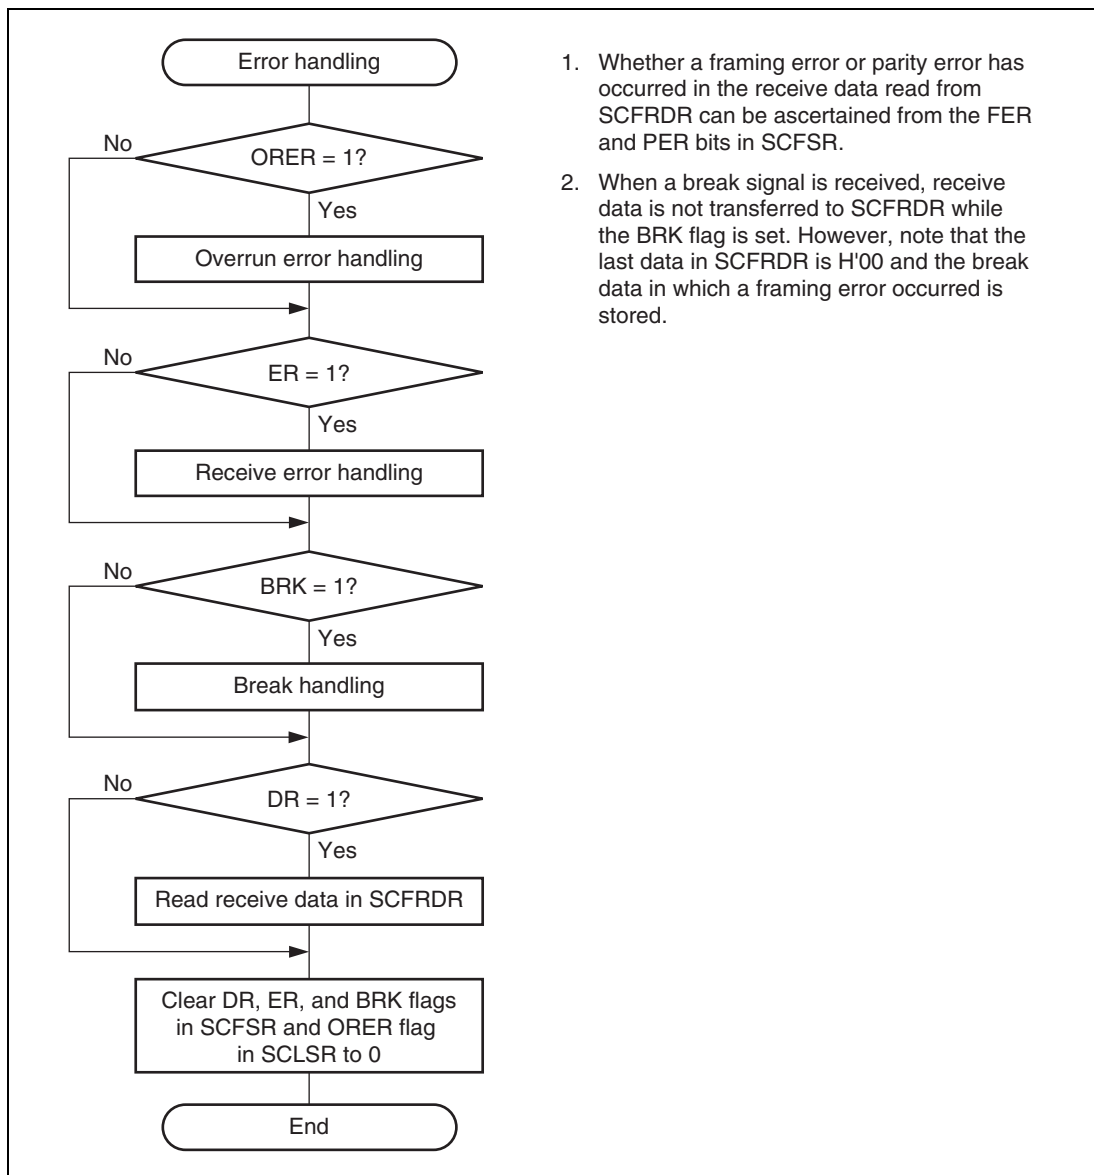 Error handling
No
ORER = 1?
Yes
Overrun error handling
No
ER = 1?
Yes
Receive error handling
No
BRK = 1?
Yes
Break handling
No
DR = 1?
Yes
Read receive data in SCFRDR
Clear DR, ER, and BRK flags
in SCFSR and ORER flag
in SCLSR to 0
End
1. Whether a framing error or parity error has
occurred in the receive data read from
SCFRDR can be ascertained from the FER
and PER bits in SCFSR.
2. When a break signal is received, receive
data is not transferred to SCFRDR while
the BRK flag is set. However, note that the
last data in SCFRDR is H'00 and the break
data in which a framing error occurred is
stored.